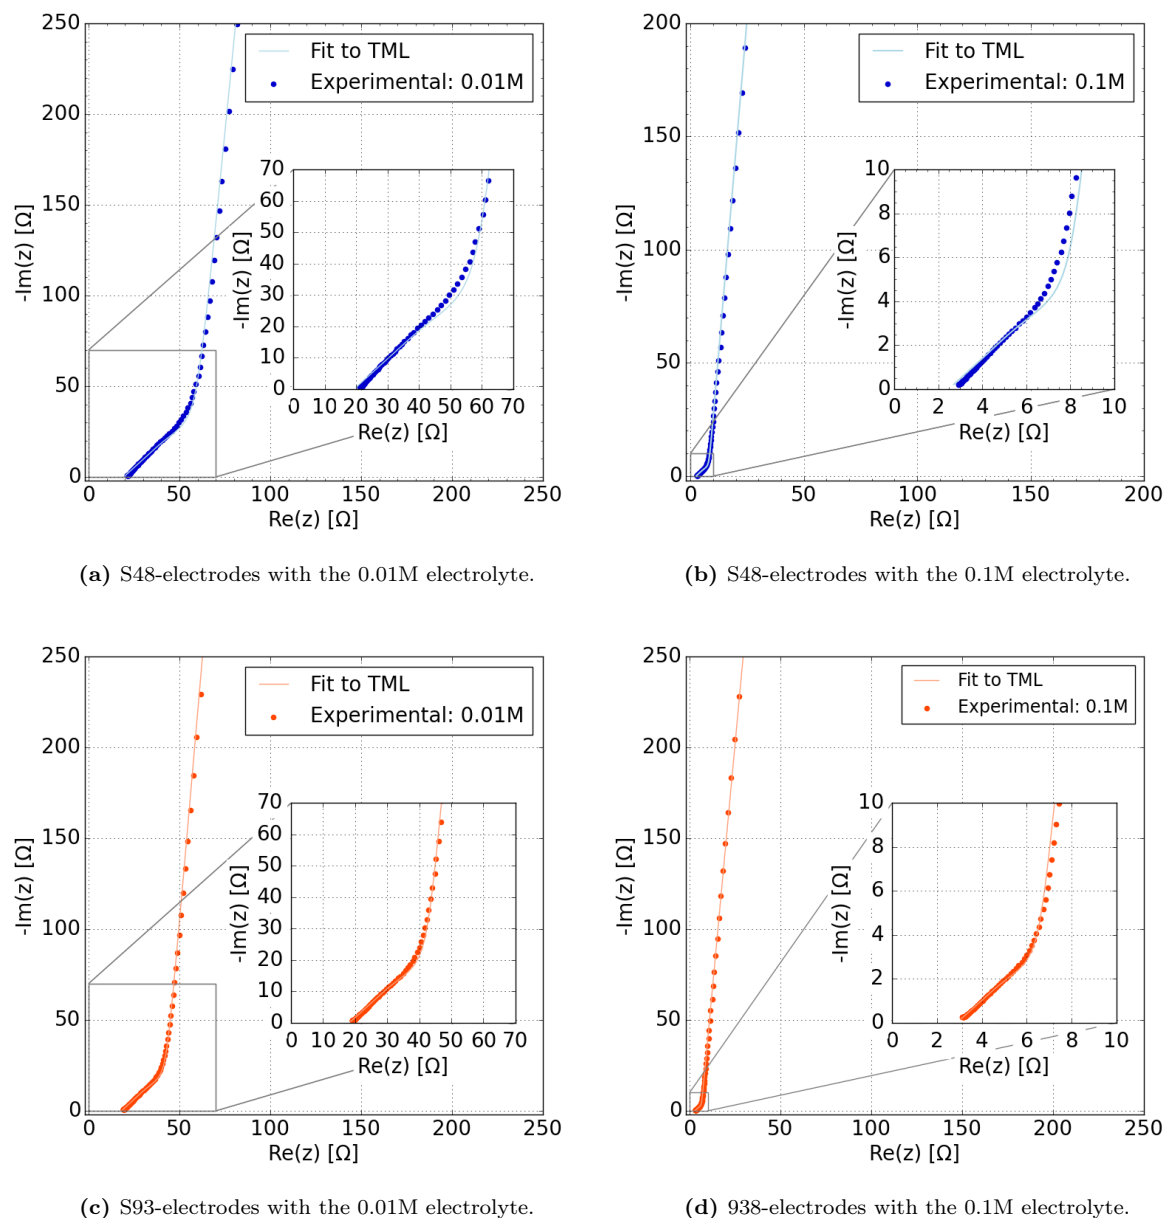 250
200
150
100
50
0
-Im(z) [Ω]
0 50 100 150 200 250
Re(z) [Ω]
Fit to TML
Experimental: 0.01M
70
60
50
40
30
20
10
0
-Im(z) [Ω]
0 10 20 30 40 50 60 70
Re(z) [Ω]
(a) S48-electrodes with the 0.01M electrolyte.
200
150
100
50
0
-Im(z) [Ω]
0 50 100 150 200
Re(z) [Ω]
Fit to TML
Experimental: 0.1M
10
8
6
4
2
0
-Im(z) [Ω]
0 2 4 6 8 10
Re(z) [Ω]
(b) S48-electrodes with the 0.1M electrolyte.
250
200
150
100
50
0
-Im(z) [Ω]
0 50 100 150 200 250
Re(z) [Ω]
Fit to TML
Experimental: 0.01M
70
60
50
40
30
20
10
0
-Im(z) [Ω]
0 10 20 30 40 50 60 70
Re(z) [Ω]
(c) S93-electrodes with the 0.01M electrolyte.
250
200
150
100
50
0
-Im(z) [Ω]
0 50 100 150 200 250
Re(z) [Ω]
Fit to TML
Experimental: 0.1M
10
8
6
4
2
0
-Im(z) [Ω]
0 2 4 6 8 10
Re(z) [Ω]
(d) 938-electrodes with the 0.1M electrolyte.